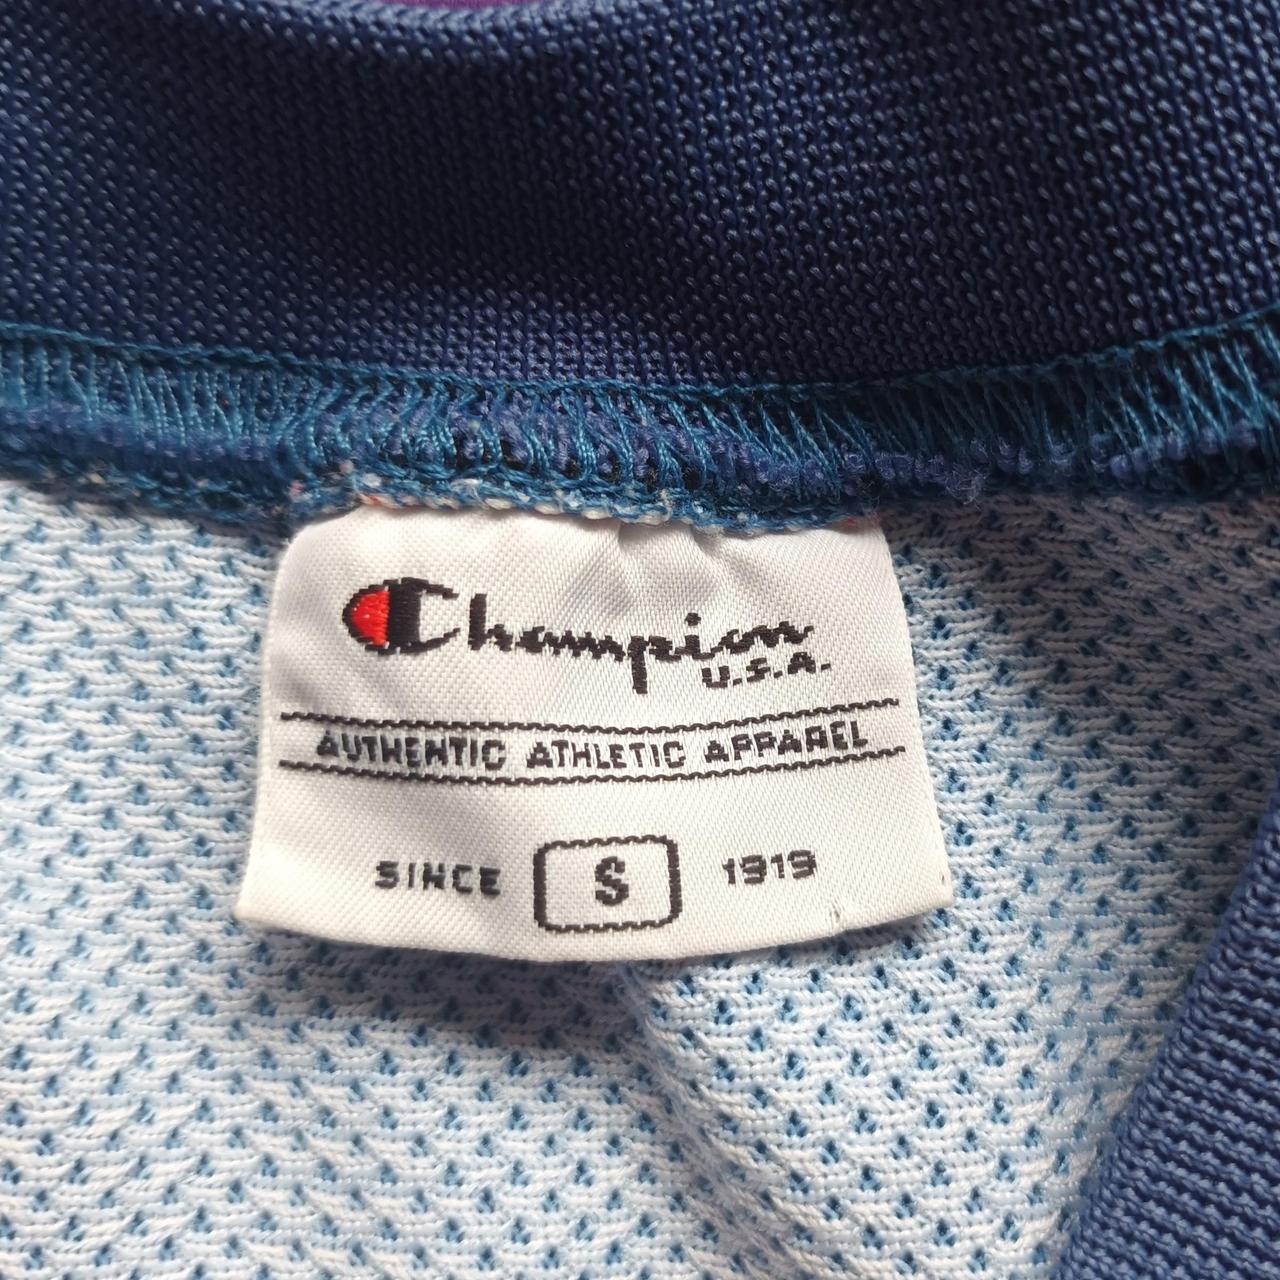 Champion
U.S.A.
AUTHENTIC ATHLETIC APPAREL
SINCE S 1919